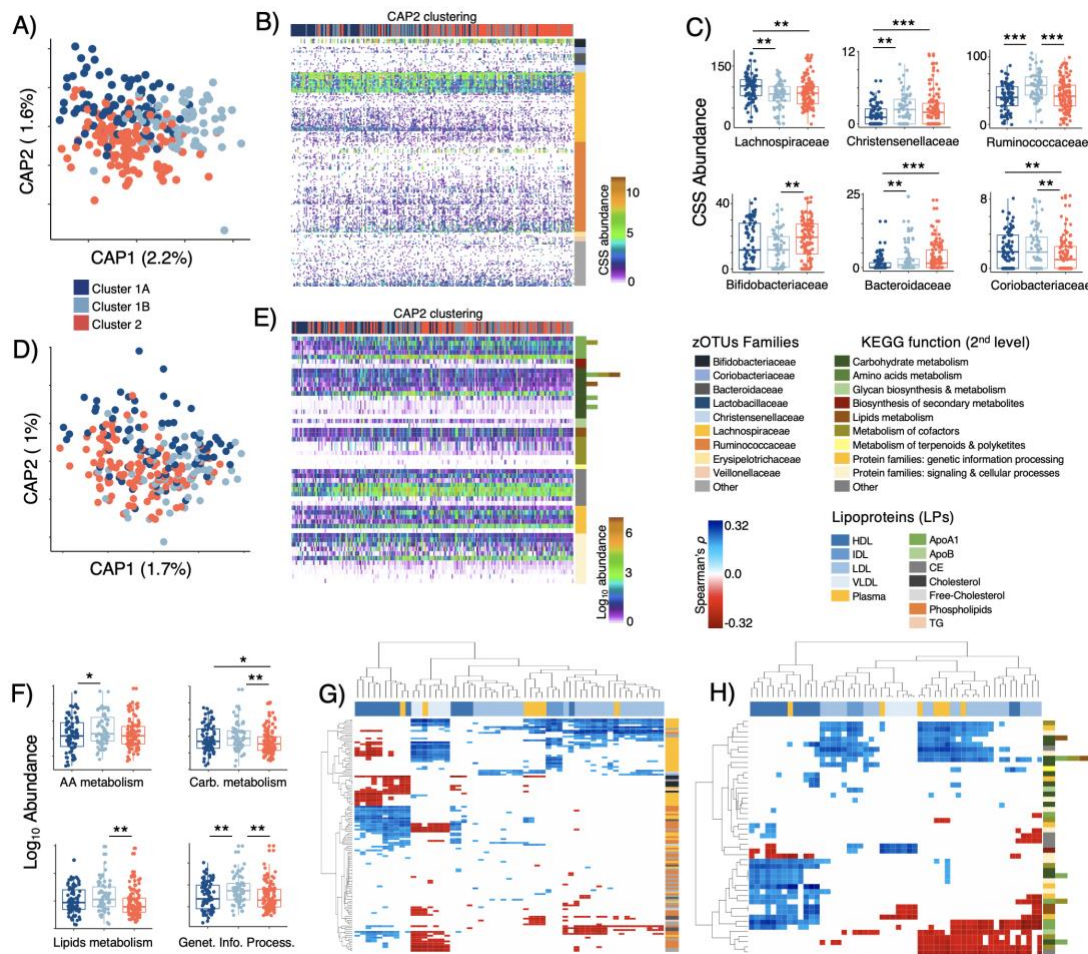 A)
CAP2 ( 1.6%)
CAP1 (2.2%)
Cluster 1A
Cluster 1B
Cluster 2
B)
CAP2 clustering
CSS abundance
10
5
0
C)
CSS Abundance
** ** *** ** *** ***
150
100
50
0
Lachnospiraceae
12
6
0
Christensenellaceae
100
50
0
Ruminococcaceae
** *** ** ** **
40
20
0
Bifidobacteriaceae
25
0
Bacteroidaceae
8
4
0
Coriobacteriaceae
D)
CAP2 ( 1%)
CAP1 (1.7%)
E)
CAP2 clustering
Log10 abundance
6
3
0
zOTUs Families
Bifidobacteriaceae
Coriobacteriaceae
Bacteroidaceae
Lactobacillaceae
Christensenellaceae
Lachnospiraceae
Ruminococcaceae
Erysipelotrichaceae
Veillonellaceae
Other
KEGG function (2nd level)
Carbohydrate metabolism
Amino acids metabolism
Glycan biosynthesis & metabolism
Biosynthesis of secondary metabolites
Lipids metabolism
Metabolism of cofactors
Metabolism of terpenoids & polyketites
Protein families: genetic information processing
Protein families: signaling & cellular processes
Other
Spearman's ρ
0.32
0.0
-0.32
Lipoproteins (LPs)
HDL
IDL
LDL
VLDL
Plasma
ApoA1
ApoB
CE
Cholesterol
Free-Cholesterol
Phospholipids
TG
F)
Log10 Abundance
*
AA metabolism
*
**
Carb. metabolism
**
Lipids metabolism
** **
Genet. Info. Process.
G)
H)